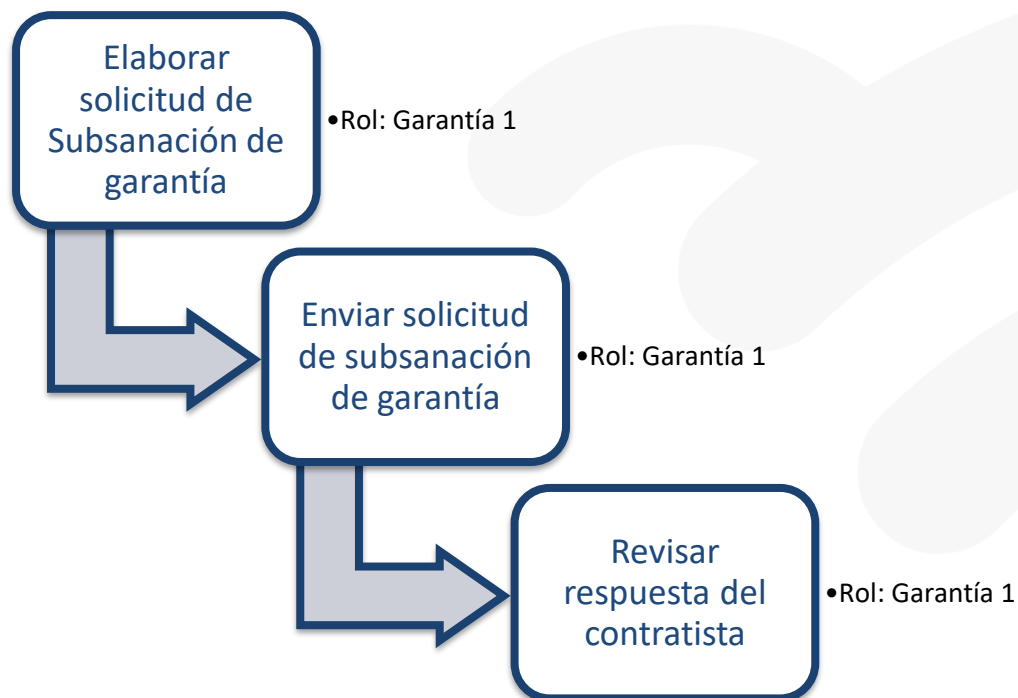 Elaborar
solicitud de
Subsanación de
garantía
•Rol: Garantía 1
Enviar solicitud
de subsanación
de garantía
•Rol: Garantía 1
Revisar
respuesta del
contratista
•Rol: Garantía 1